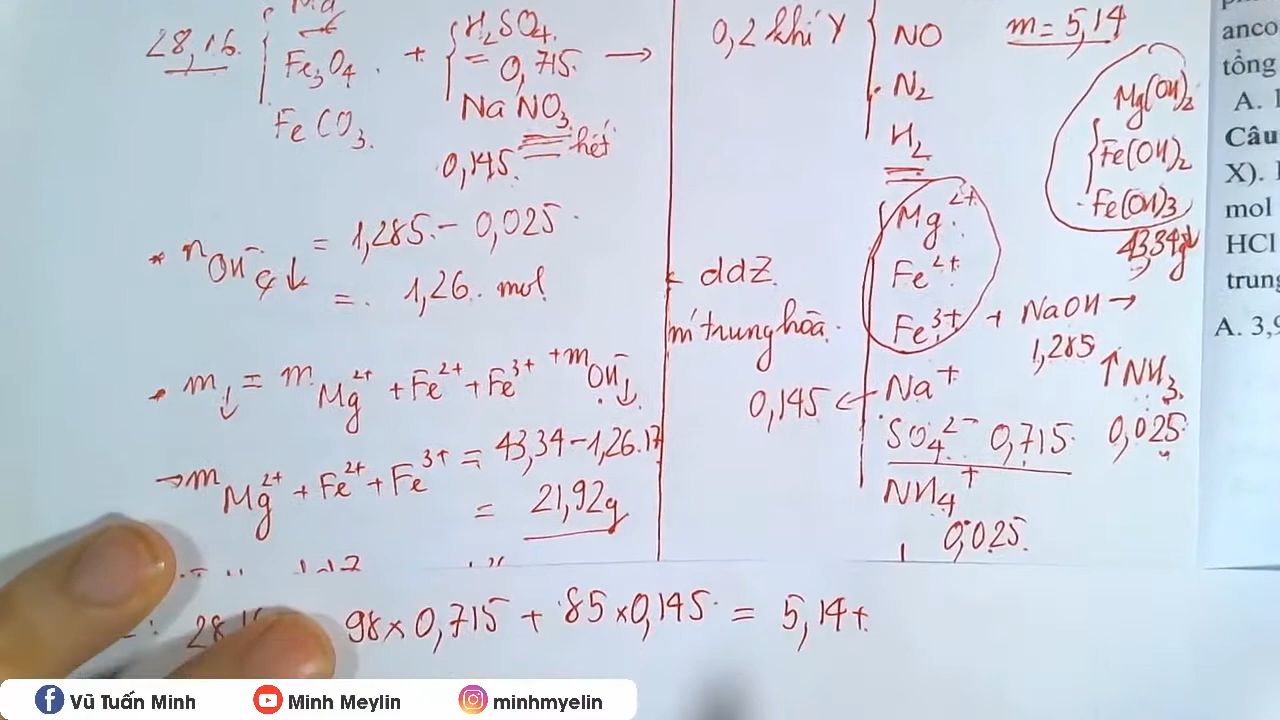 28,16 { Mg
Fe₃O₄
FeCO₃
+ { H₂SO₄
= 0,715 →
NaNO₃
0,145 hết
0,2 khí Y { NO
N₂
H₂
m = 5,14
Mg(OH)₂
Fe(OH)₂
Fe(OH)₃
43,34g
* nOH⁻ ↓ = 1,285 - 0,025
= 1,26 mol
* m↓ = m Mg²⁺ + Fe²⁺ + Fe³⁺ + m OH⁻↓
→ m Mg²⁺ + Fe²⁺ + Fe³⁺ = 43,34 - 1,26.17
= 21,92g
ddZ
trung hòa.
Mg²⁺
Fe²⁺
Fe³⁺ + NaOH →
1,285
↑NH₃
0,025
0,145 ← Na⁺
SO₄²⁻ 0,715
NH₄⁺
0,025
98 x 0,715 + 85 x 0,145 = 5,14 +
anco
tổng
A.
Câu
X).
mol
HCl
trung
A. 3,9
Vũ Tuấn Minh
Minh Meylin
minhmyelin